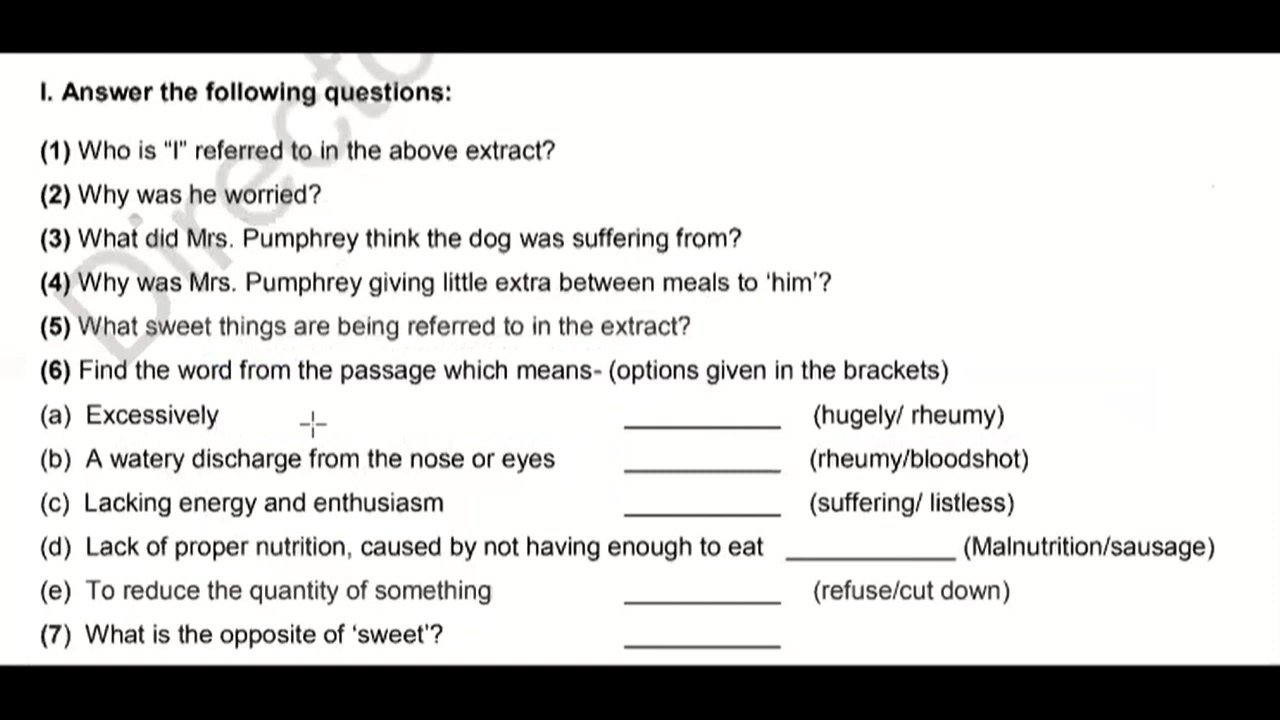 I. Answer the following questions:
(1) Who is "I" referred to in the above extract?
(2) Why was he worried?
(3) What did Mrs. Pumphrey think the dog was suffering from?
(4) Why was Mrs. Pumphrey giving little extra between meals to 'him'?
(5) What sweet things are being referred to in the extract?
(6) Find the word from the passage which means- (options given in the brackets)
(a) Excessively ____________ (hugely/ rheumy)
(b) A watery discharge from the nose or eyes ____________ (rheumy/bloodshot)
(c) Lacking energy and enthusiasm ____________ (suffering/ listless)
(d) Lack of proper nutrition, caused by not having enough to eat ____________ (Malnutrition/sausage)
(e) To reduce the quantity of something ____________ (refuse/cut down)
(7) What is the opposite of 'sweet'? ____________